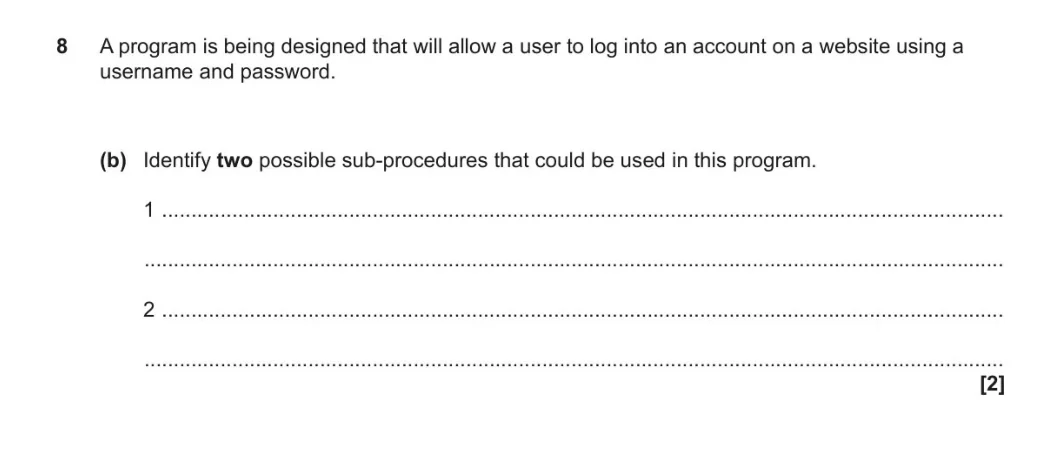 8 A program is being designed that will allow a user to log into an account on a website using a
username and password.
(b) Identify two possible sub-procedures that could be used in this program.
1 ........................................................................................................................
........................................................................................................................
2 ........................................................................................................................
........................................................................................................................
[2]